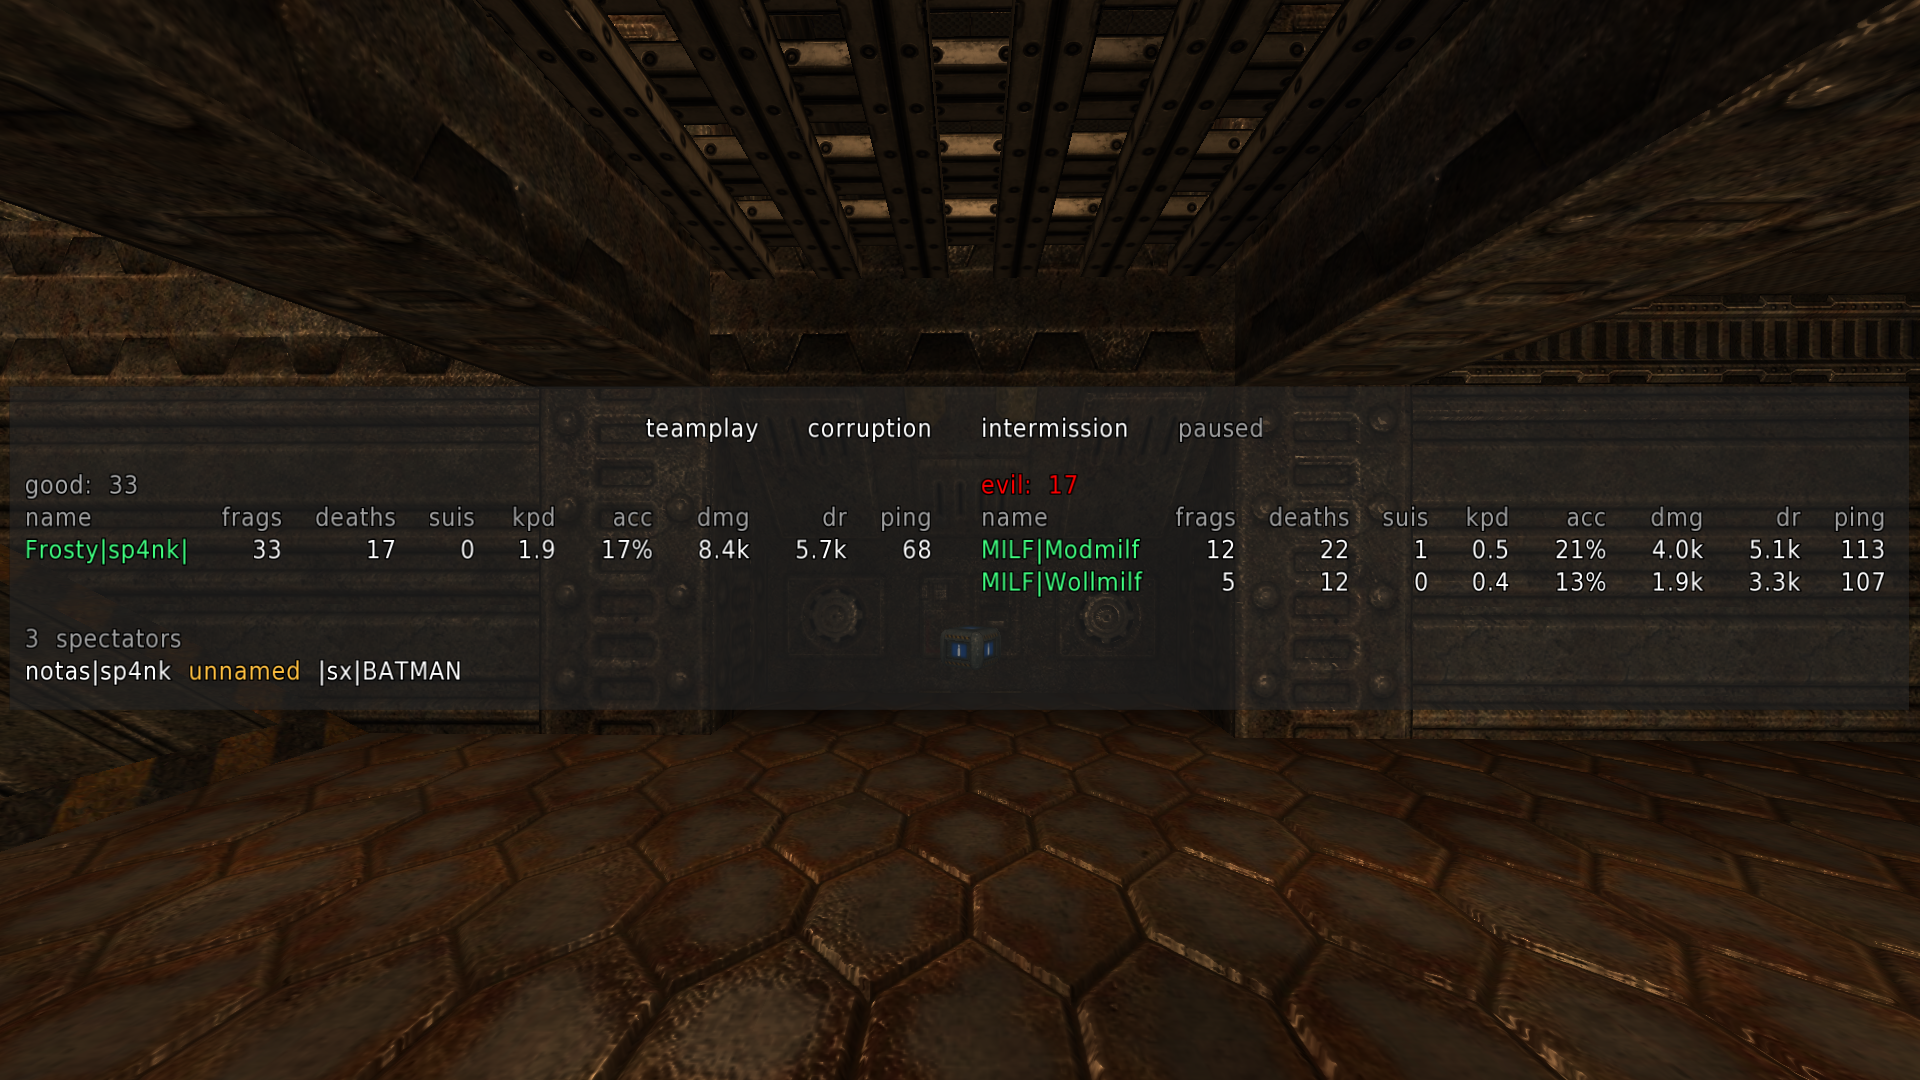 teamplay corruption intermission paused
good: 33
name frags deaths suis kpd acc dmg dr ping
Frosty|sp4nk| 33 17 0 1.9 17% 8.4k 5.7k 68
evil: 17
name frags deaths suis kpd acc dmg dr ping
MILF|Modmilf 12 22 1 0.5 21% 4.0k 5.1k 113
MILF|Wollmilf 5 12 0 0.4 13% 1.9k 3.3k 107
3 spectators
notas|sp4nk unnamed |sx|BATMAN